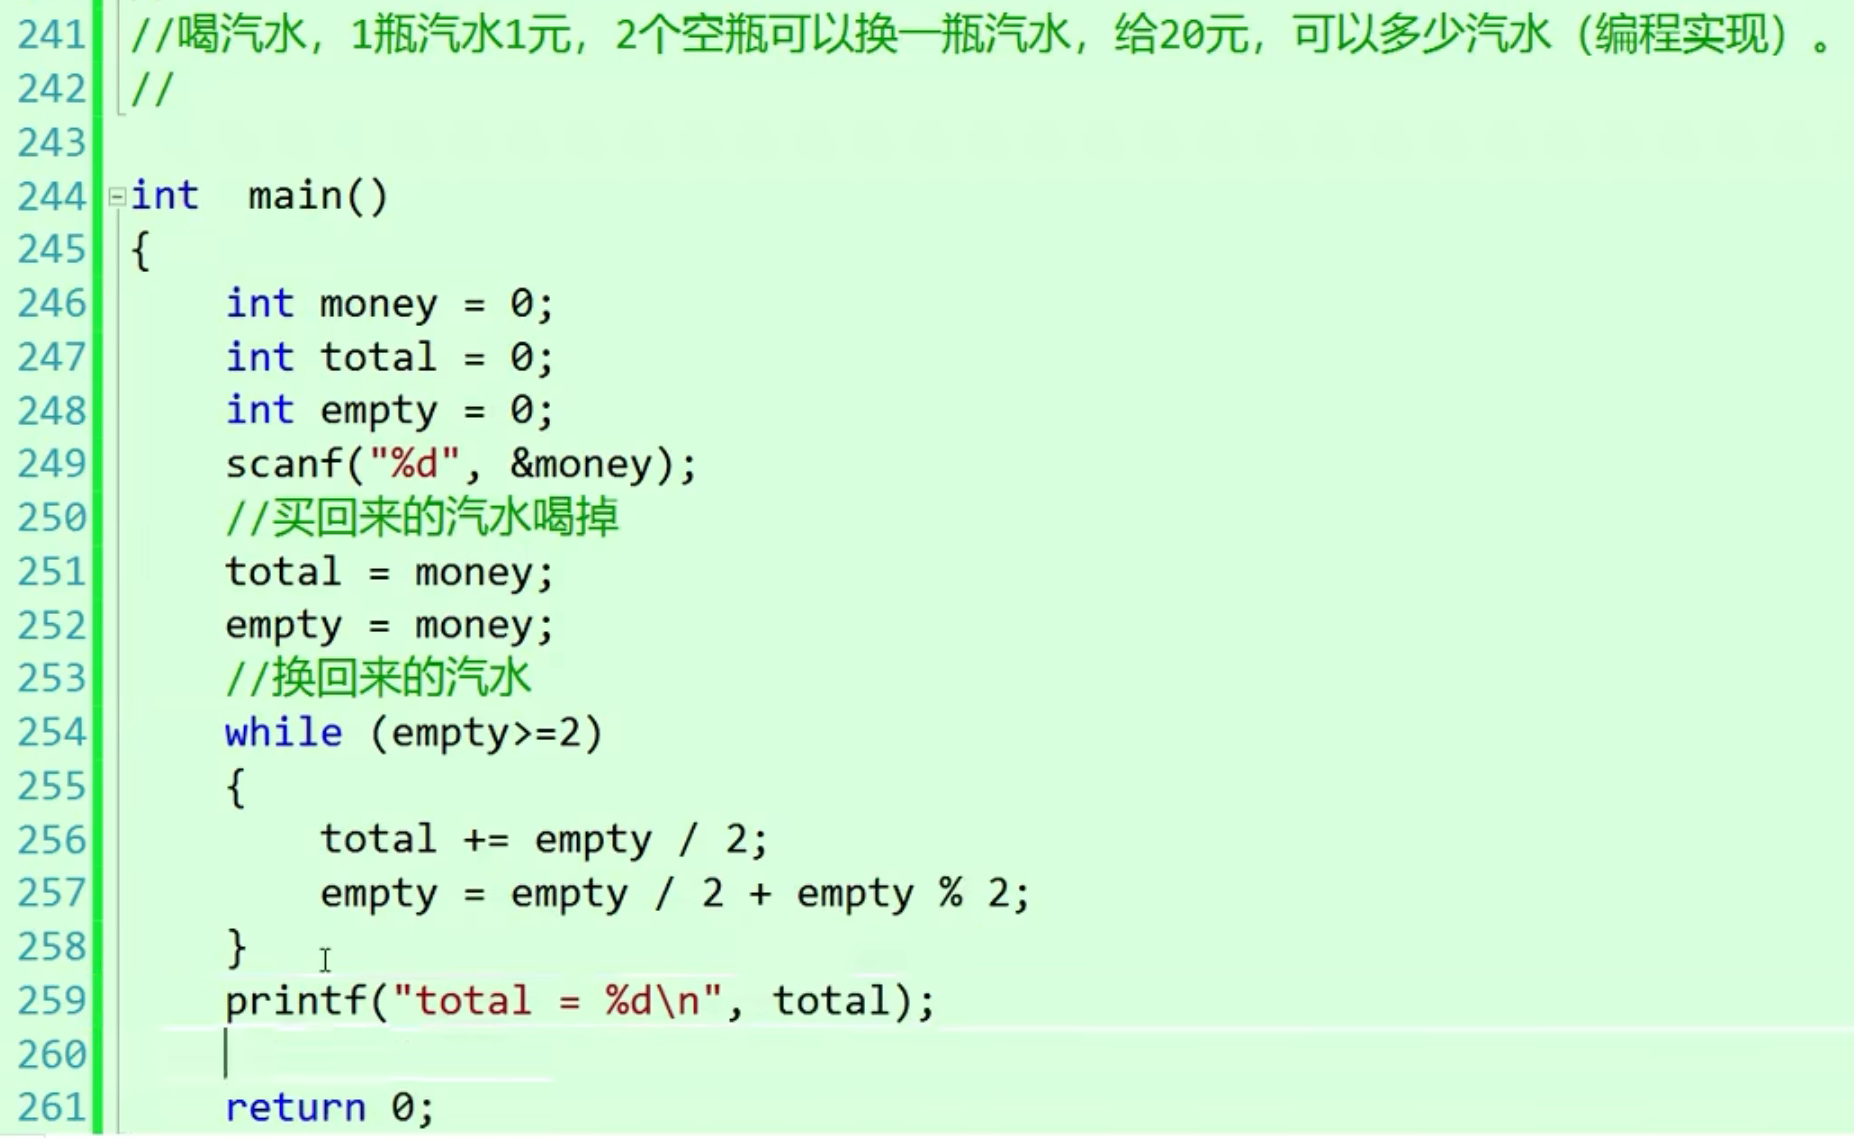 241 //喝汽水，1瓶汽水1元，2个空瓶可以换一瓶汽水，给20元，可以多少汽水（编程实现）。
242 //
243
244 int  main()
245 {
246     int money = 0;
247     int total = 0;
248     int empty = 0;
249     scanf("%d", &money);
250     //买回来的汽水喝掉
251     total = money;
252     empty = money;
253     //换回来的汽水
254     while (empty>=2)
255     {
256         total += empty / 2;
257         empty = empty / 2 + empty % 2;
258     }
259     printf("total = %d\n", total);
260
261     return 0;